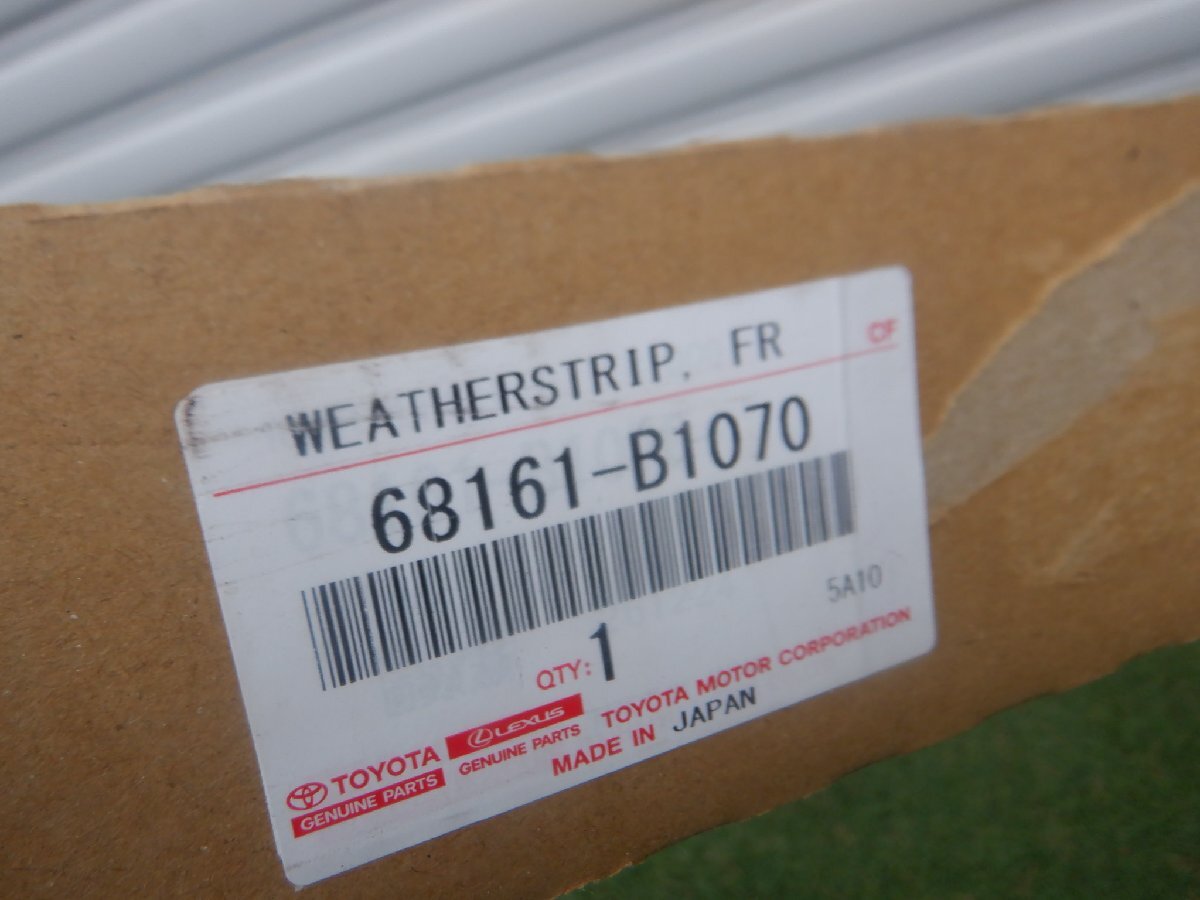 WEATHERSTRIP, FR
CF
68161-B1070
5A10
QTY: 1
TOYOTA
GENUINE PARTS
LEXUS
GENUINE PARTS
TOYOTA MOTOR CORPORATION
MADE IN JAPAN